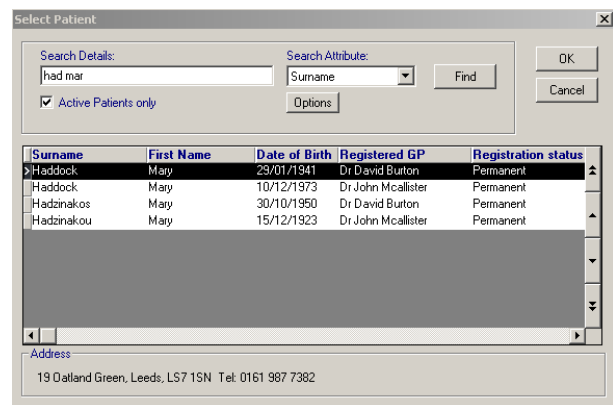 Select Patient
Search Details: Search Attribute:
had mar Surname Find OK
Active Patients only Options Cancel
Surname First Name Date of Birth Registered GP Registration status
Haddock Mary 29/01/1941 Dr David Burton Permanent
Haddock Mary 10/12/1973 Dr John Mcallister Permanent
Hadzinakos Mary 30/10/1950 Dr David Burton Permanent
Hadzinakou Mary 15/12/1923 Dr John Mcallister Permanent
Address
19 Oatland Green, Leeds, LS7 1SN Tel: 0161 987 7382